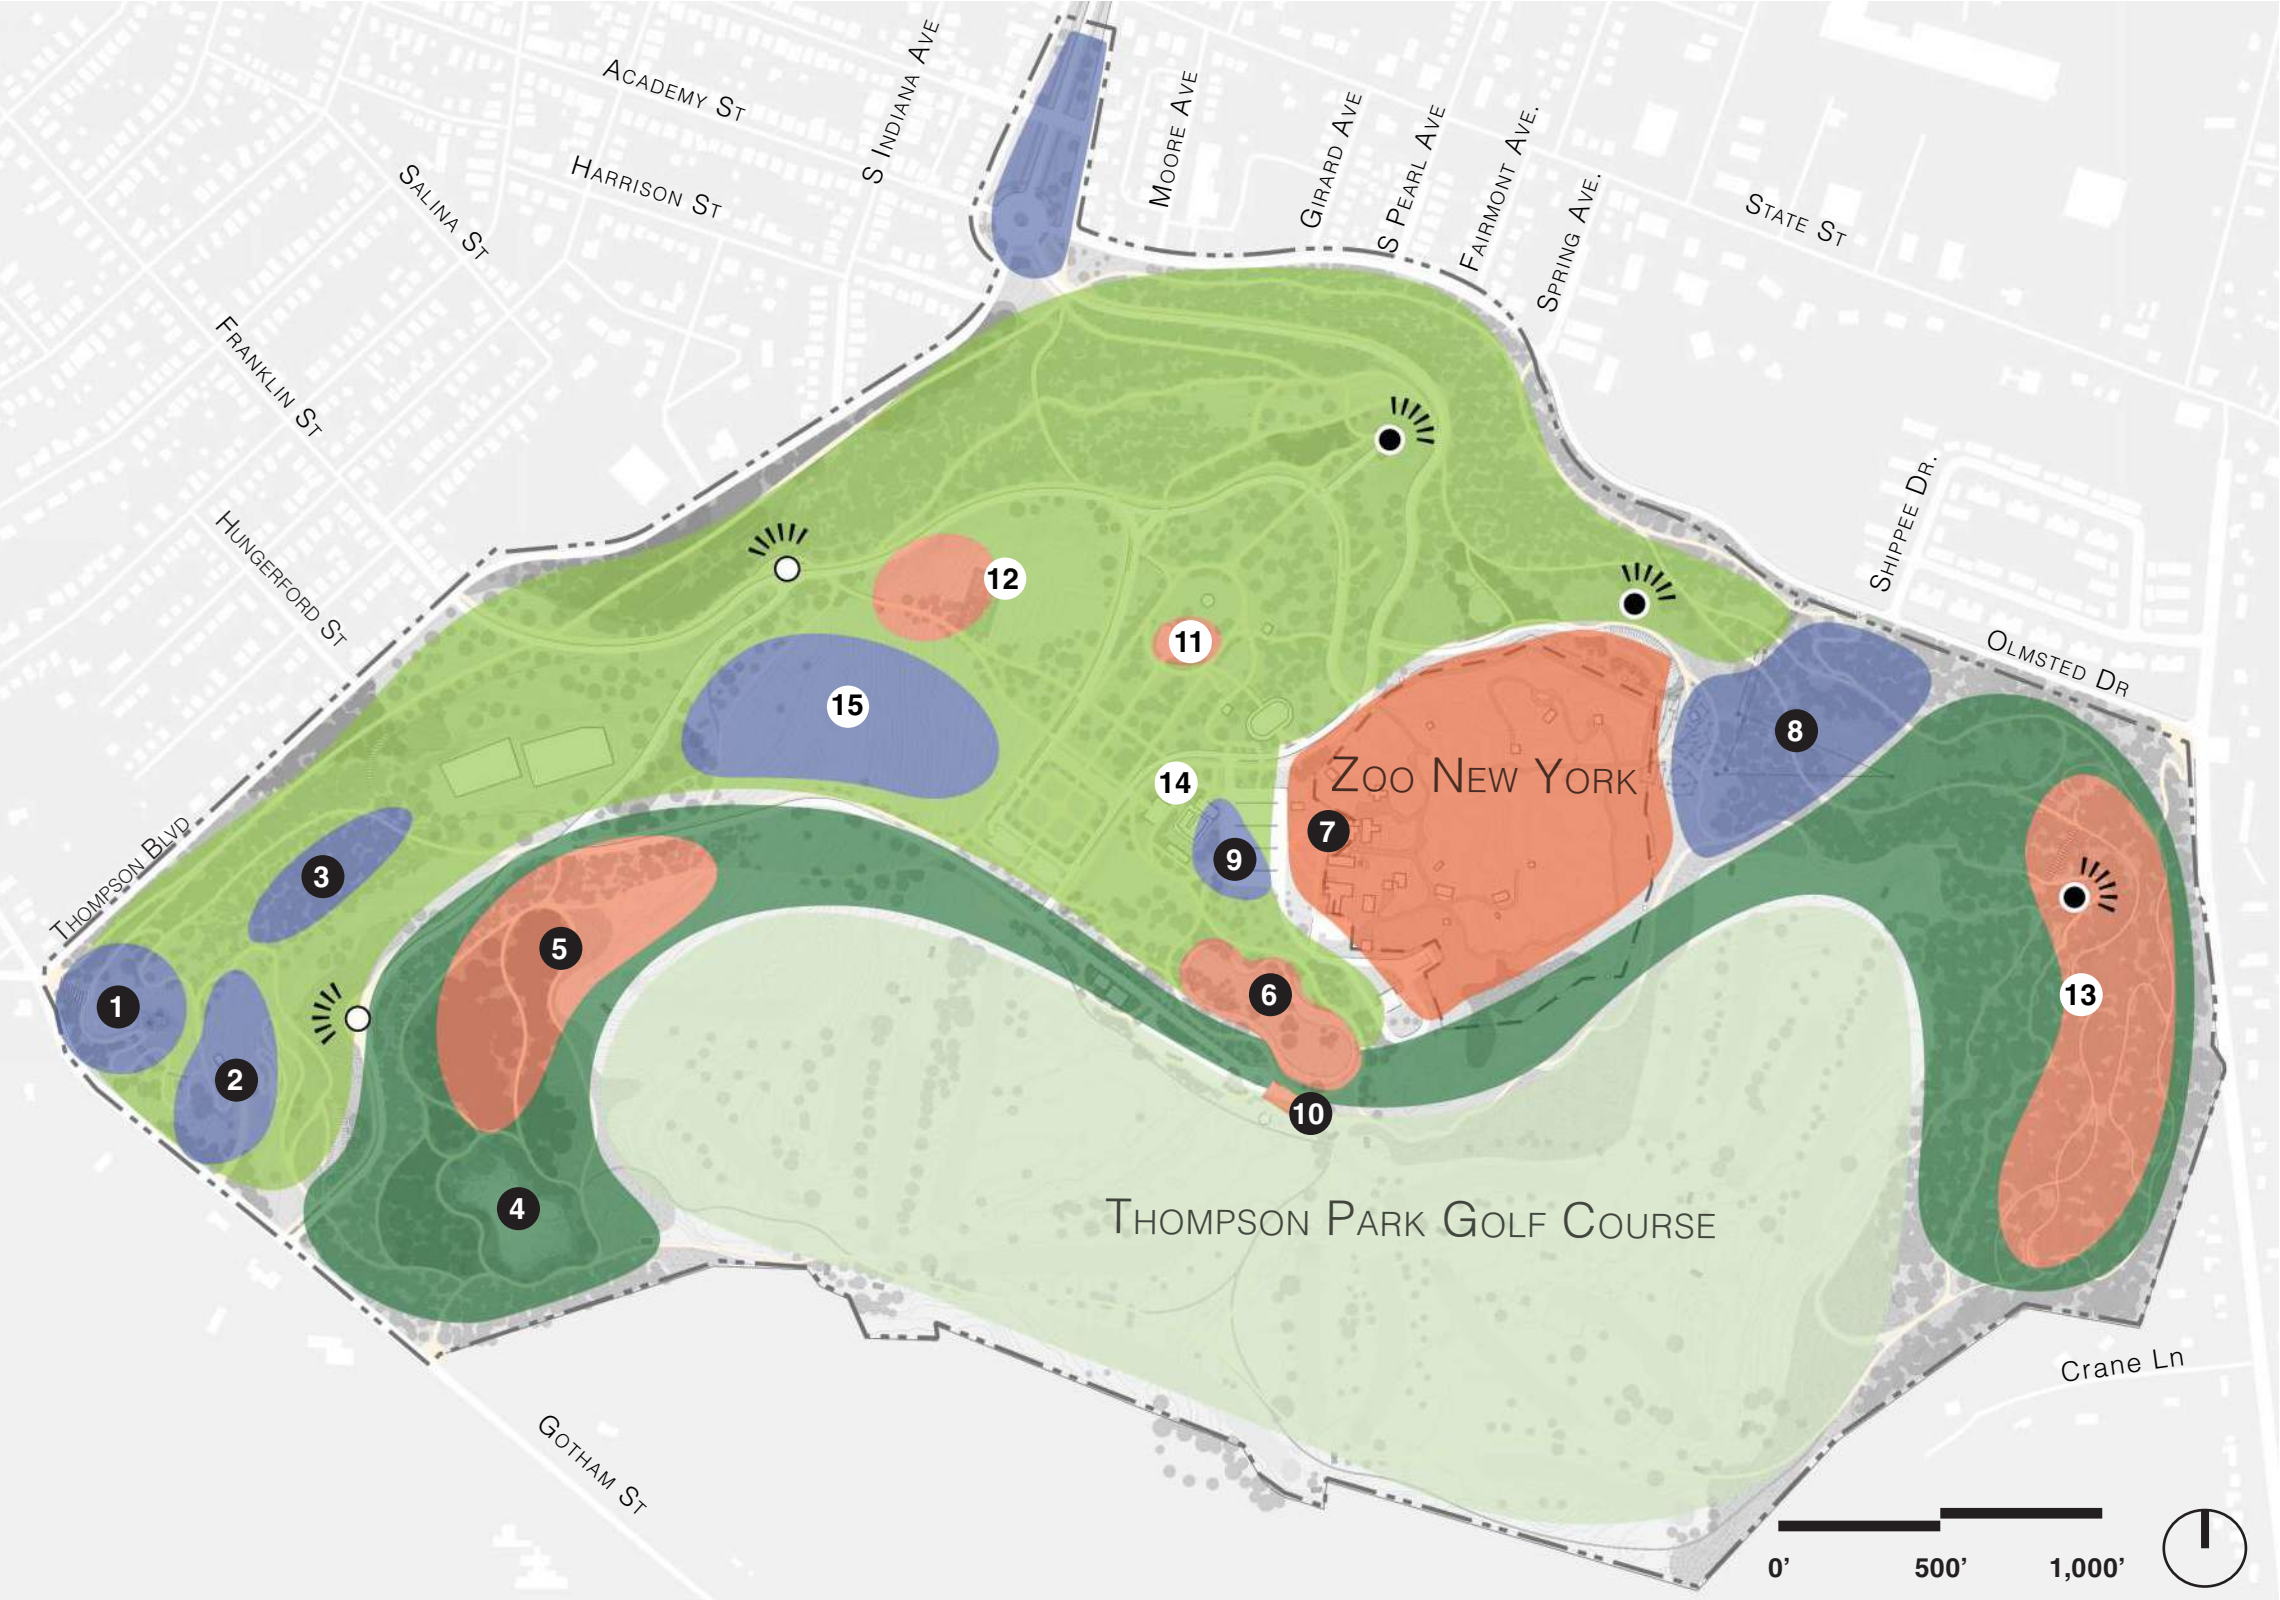 ACADEMY ST
S INDIANA AVE
MOORE AVE
GIRARD AVE
S PEARL AVE
FAIRMONT AVE.
SPRING AVE.
STATE ST
HARRISON ST
SALINA ST
FRANKLIN ST
HUNGERFORD ST
SHIPPEE DR.
OLMSTED DR
THOMPSON BLVD
12
11
15
8
14
ZOO NEW YORK
7
9
3
5
6
13
1
2
10
4
THOMPSON PARK GOLF COURSE
Crane Ln
GOTHAM ST
0' 500' 1,000'